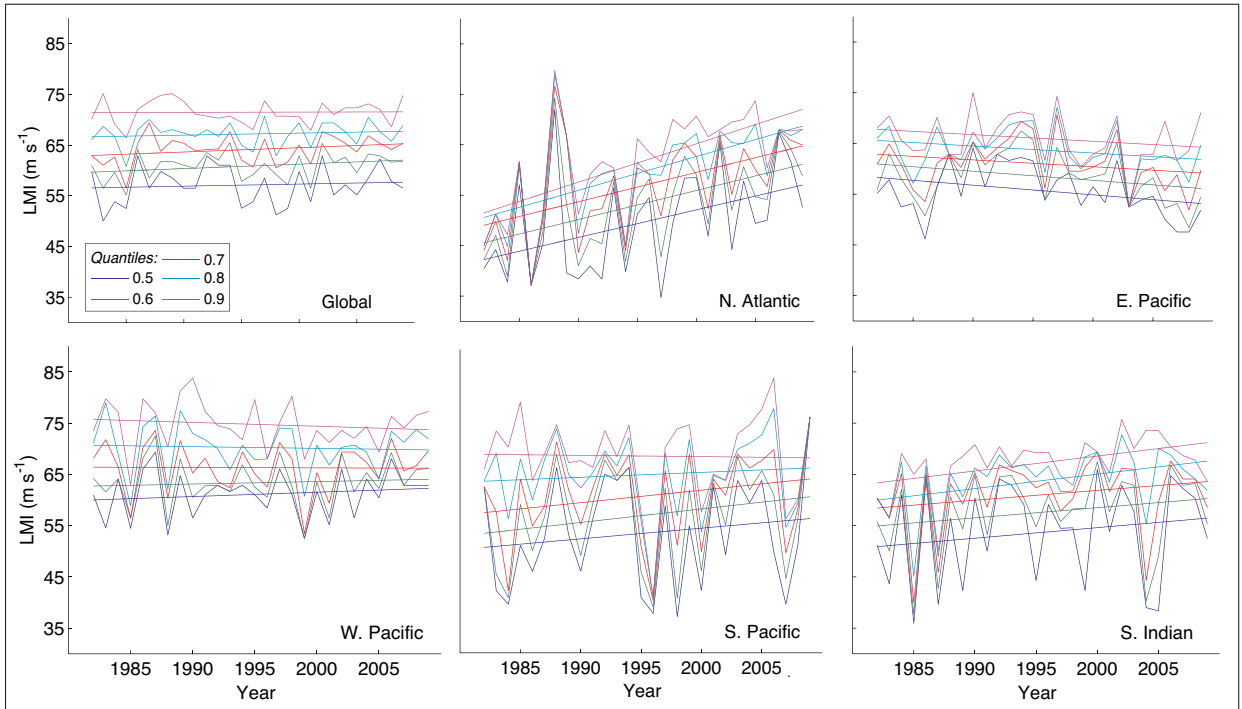 85
75
65
55
45
35
LMI (m s-1)
Quantiles:
0.5
0.6
0.7
0.8
0.9
Global
N. Atlantic
E. Pacific
85
75
65
55
45
35
LMI (m s-1)
W. Pacific
S. Pacific
S. Indian
1985 1990 1995 2000 2005
1985 1990 1995 2000 2005
1985 1990 1995 2000 2005
Year
Year
Year